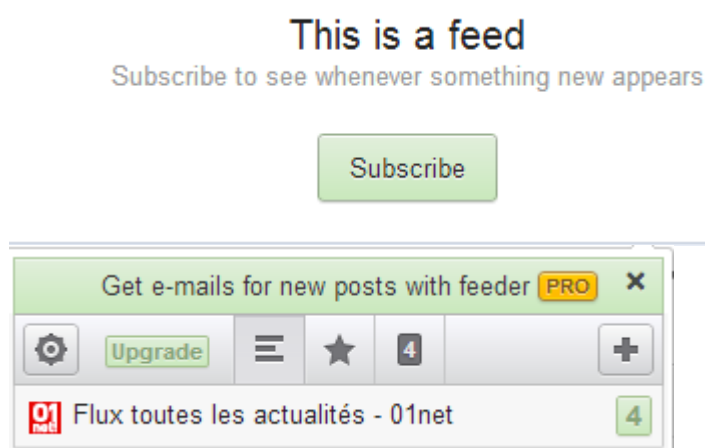 This is a feed
Subscribe to see whenever something new appears
Subscribe
Get e-mails for new posts with feeder PRO ×
Upgrade 4
01 net. Flux toutes les actualités - 01net 4